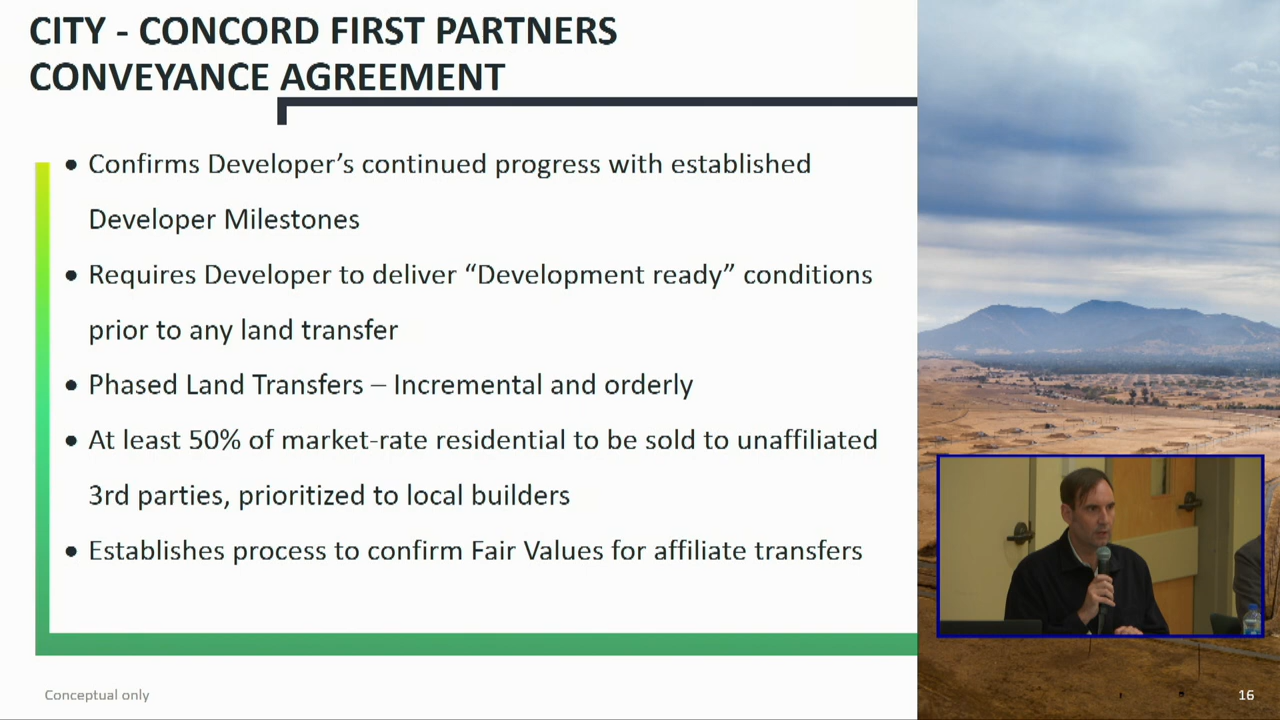 CITY - CONCORD FIRST PARTNERS
CONVEYANCE AGREEMENT
• Confirms Developer’s continued progress with established
Developer Milestones
• Requires Developer to deliver “Development ready” conditions
prior to any land transfer
• Phased Land Transfers – Incremental and orderly
• At least 50% of market-rate residential to be sold to unaffiliated
3rd parties, prioritized to local builders
• Establishes process to confirm Fair Values for affiliate transfers
Conceptual only
16